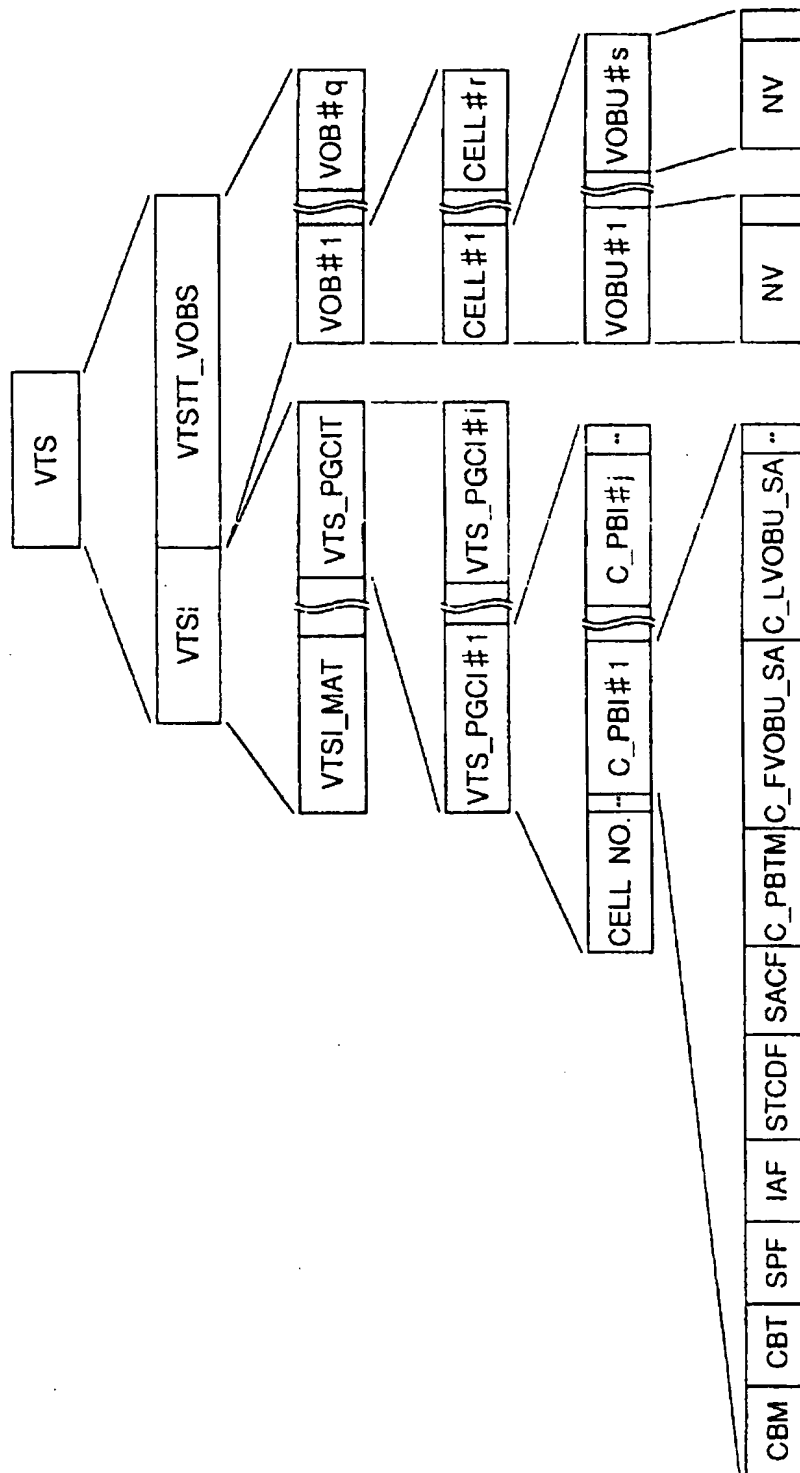 VTS
VTSI VTSTT_VOBS
VTSI_MAT VTS_PGCIT VOB#1 VOB#q
VTS_PGCI#1 VTS_PGCI#i CELL#1 CELL#r
CELL NO. -- C_PBI#1 C_PBI#j -- VOBU#1 VOBU#s
CBM CBT SPF IAF STCDF SACF C_PBTM C_FVOBU_SA C_LVOBU_SA -- NV NV